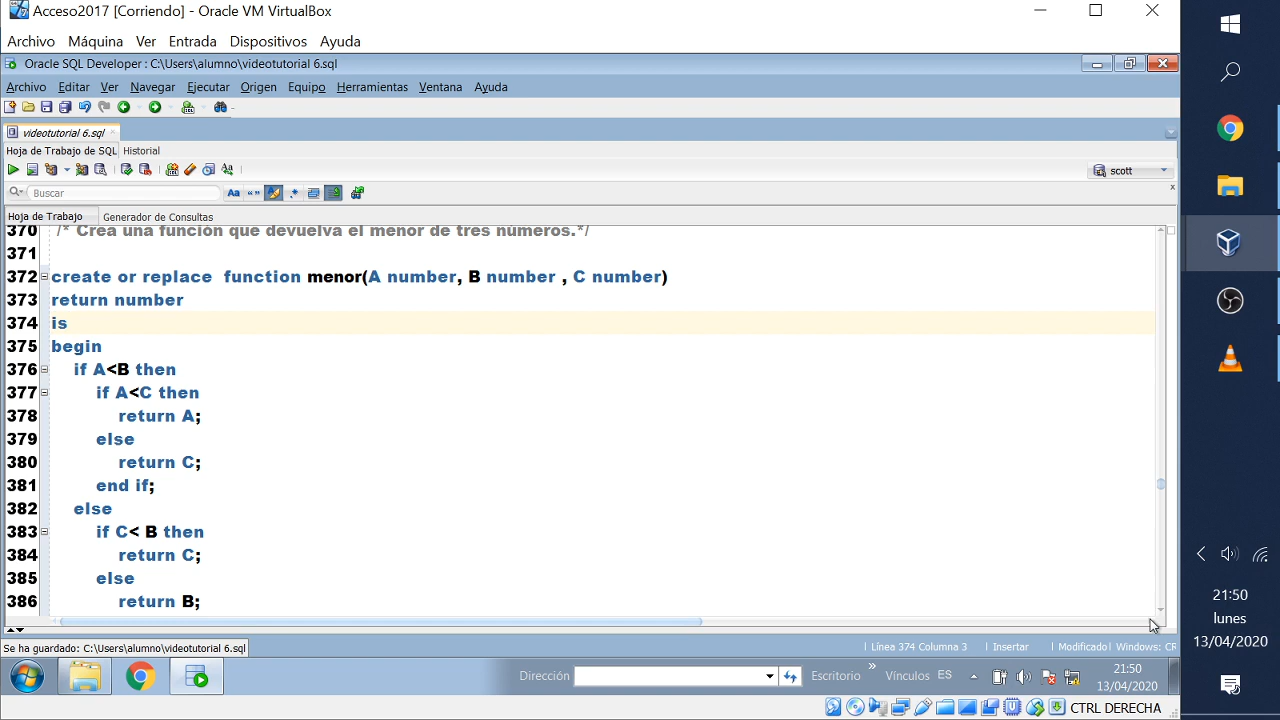 Acceso2017 [Corriendo] - Oracle VM VirtualBox
Archivo Máquina Ver Entrada Dispositivos Ayuda
Oracle SQL Developer : C:\Users\alumno\videotutorial 6.sql
Archivo Editar Ver Navegar Ejecutar Origen Equipo Herramientas Ventana Ayuda
videotutorial 6.sql
Hoja de Trabajo de SQL Historial
scott
Buscar
Hoja de Trabajo Generador de Consultas
370 /* Crea una función que devuelva el menor de tres números.*/
371
372 create or replace  function menor(A number, B number , C number)
373 return number
374 is
375 begin
376 if A<B then
377 if A<C then
378 return A;
379 else
380 return C;
381 end if;
382 else
383 if C< B then
384 return C;
385 else
386 return B;
Se ha guardado: C:\Users\alumno\videotutorial 6.sql
Línea 374 Columna 3 Insertar Modificado Windows: CR
Dirección Escritorio » Vínculos ES 21:50
13/04/2020
CTRL DERECHA
21:50
lunes
13/04/2020